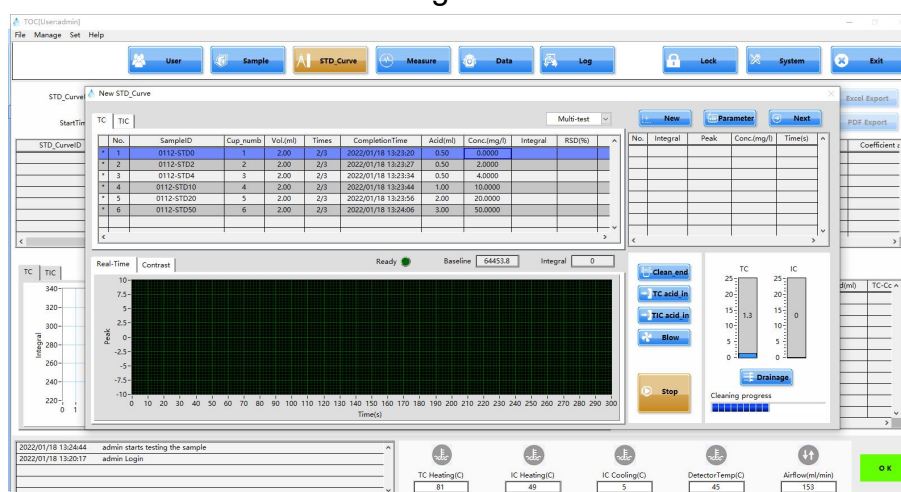 TOC[User:admin]
File Manage Set Help
User Sample STD_Curve Measure Data Log Lock System Exit
STD_Curve
New STD_Curve
Excel Export
StartTim
PDF Export
TC TIC Multi-test New Parameter Next
STD_CurveID
Coefficient a
No. SampleID Cup_numb Vol.(ml) Times CompletionTime Acid(ml) Conc.(mg/l) Integral RSD(%)
No. Integral Peak Conc.(mg/l) Time(s)
* 1 0112-STD0 1 2.00 2/3 2022/01/18 13:23:20 0.50 0.0000
* 2 0112-STD2 2 2.00 2/3 2022/01/18 13:23:27 0.50 2.0000
* 3 0112-STD4 3 2.00 2/3 2022/01/18 13:23:34 0.50 4.0000
* 4 0112-STD10 4 2.00 2/3 2022/01/18 13:23:44 1.00 10.0000
* 5 0112-STD20 5 2.00 2/3 2022/01/18 13:23:56 2.00 20.0000
* 6 0112-STD50 6 2.00 2/3 2022/01/18 13:24:06 3.00 50.0000
Real-Time Contrast Ready Baseline 64453.8 Integral 0
TC TIC
340-
320-
300-
280-
260-
240-
220-
Integral
0 1
10-
7.5-
5-
2.5-
0-
-2.5-
-5-
-7.5-
-10-
Peak
0 10 20 30 40 50 60 70 80 90 100 110 120 130 140 150 160 170 180 190 200 210 220 230 240 250 260 270 280 290 300
Time(s)
Clean_end
TC acid_in
TIC acid_in
Blow
Stop
TC IC
25- 25-
20- 20-
15- 15-
1.3 0
10- 10-
5- 5-
0- 0-
Drainage
Cleaning progress
d(ml) TC-Cc
2022/01/18 13:24:44 admin starts testing the sample
2022/01/18 13:20:17 admin Login
TC Heating(C) IC Heating(C) IC Cooling(C) DetectorTemp(C) Airflow(ml/min)
81 49 5 45 153
OK